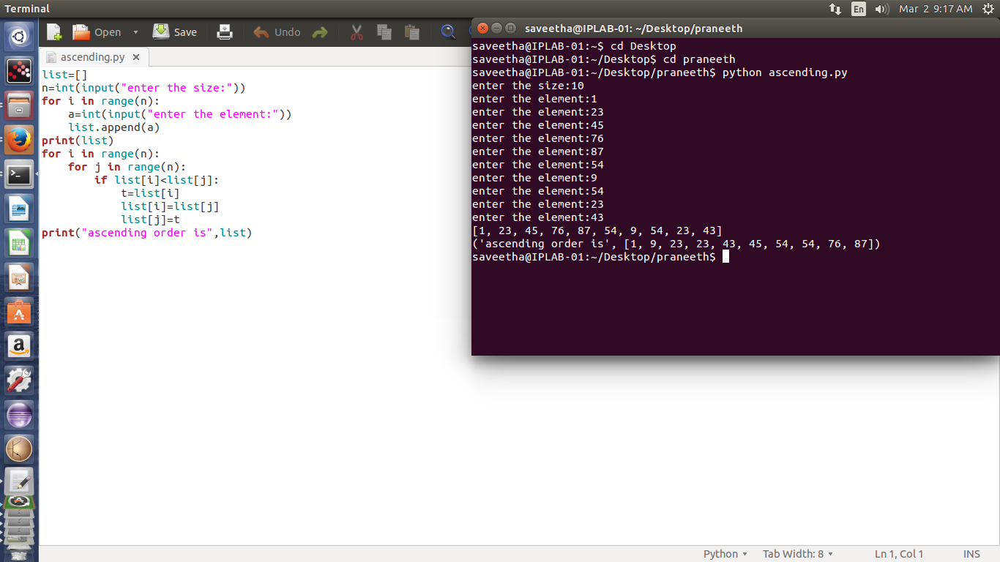 Terminal
En
Mar 2 9:17 AM
Open
Save
Undo
ascending.py
list=[]
n=int(input("enter the size:"))
for i in range(n):
    a=int(input("enter the element:"))
    list.append(a)
print(list)
for i in range(n):
    for j in range(n):
        if list[i]<list[j]:
            t=list[i]
            list[i]=list[j]
            list[j]=t
print("ascending order is",list)
saveetha@IPLAB-01: ~/Desktop/praneeth
saveetha@IPLAB-01:~$ cd Desktop
saveetha@IPLAB-01:~/Desktop$ cd praneeth
saveetha@IPLAB-01:~/Desktop/praneeth$ python ascending.py
enter the size:10
enter the element:1
enter the element:23
enter the element:45
enter the element:76
enter the element:87
enter the element:54
enter the element:9
enter the element:54
enter the element:23
enter the element:43
[1, 23, 45, 76, 87, 54, 9, 54, 23, 43]
('ascending order is', [1, 9, 23, 23, 43, 45, 54, 54, 76, 87])
saveetha@IPLAB-01:~/Desktop/praneeth$
Python
Tab Width: 8
Ln 1, Col 1
INS